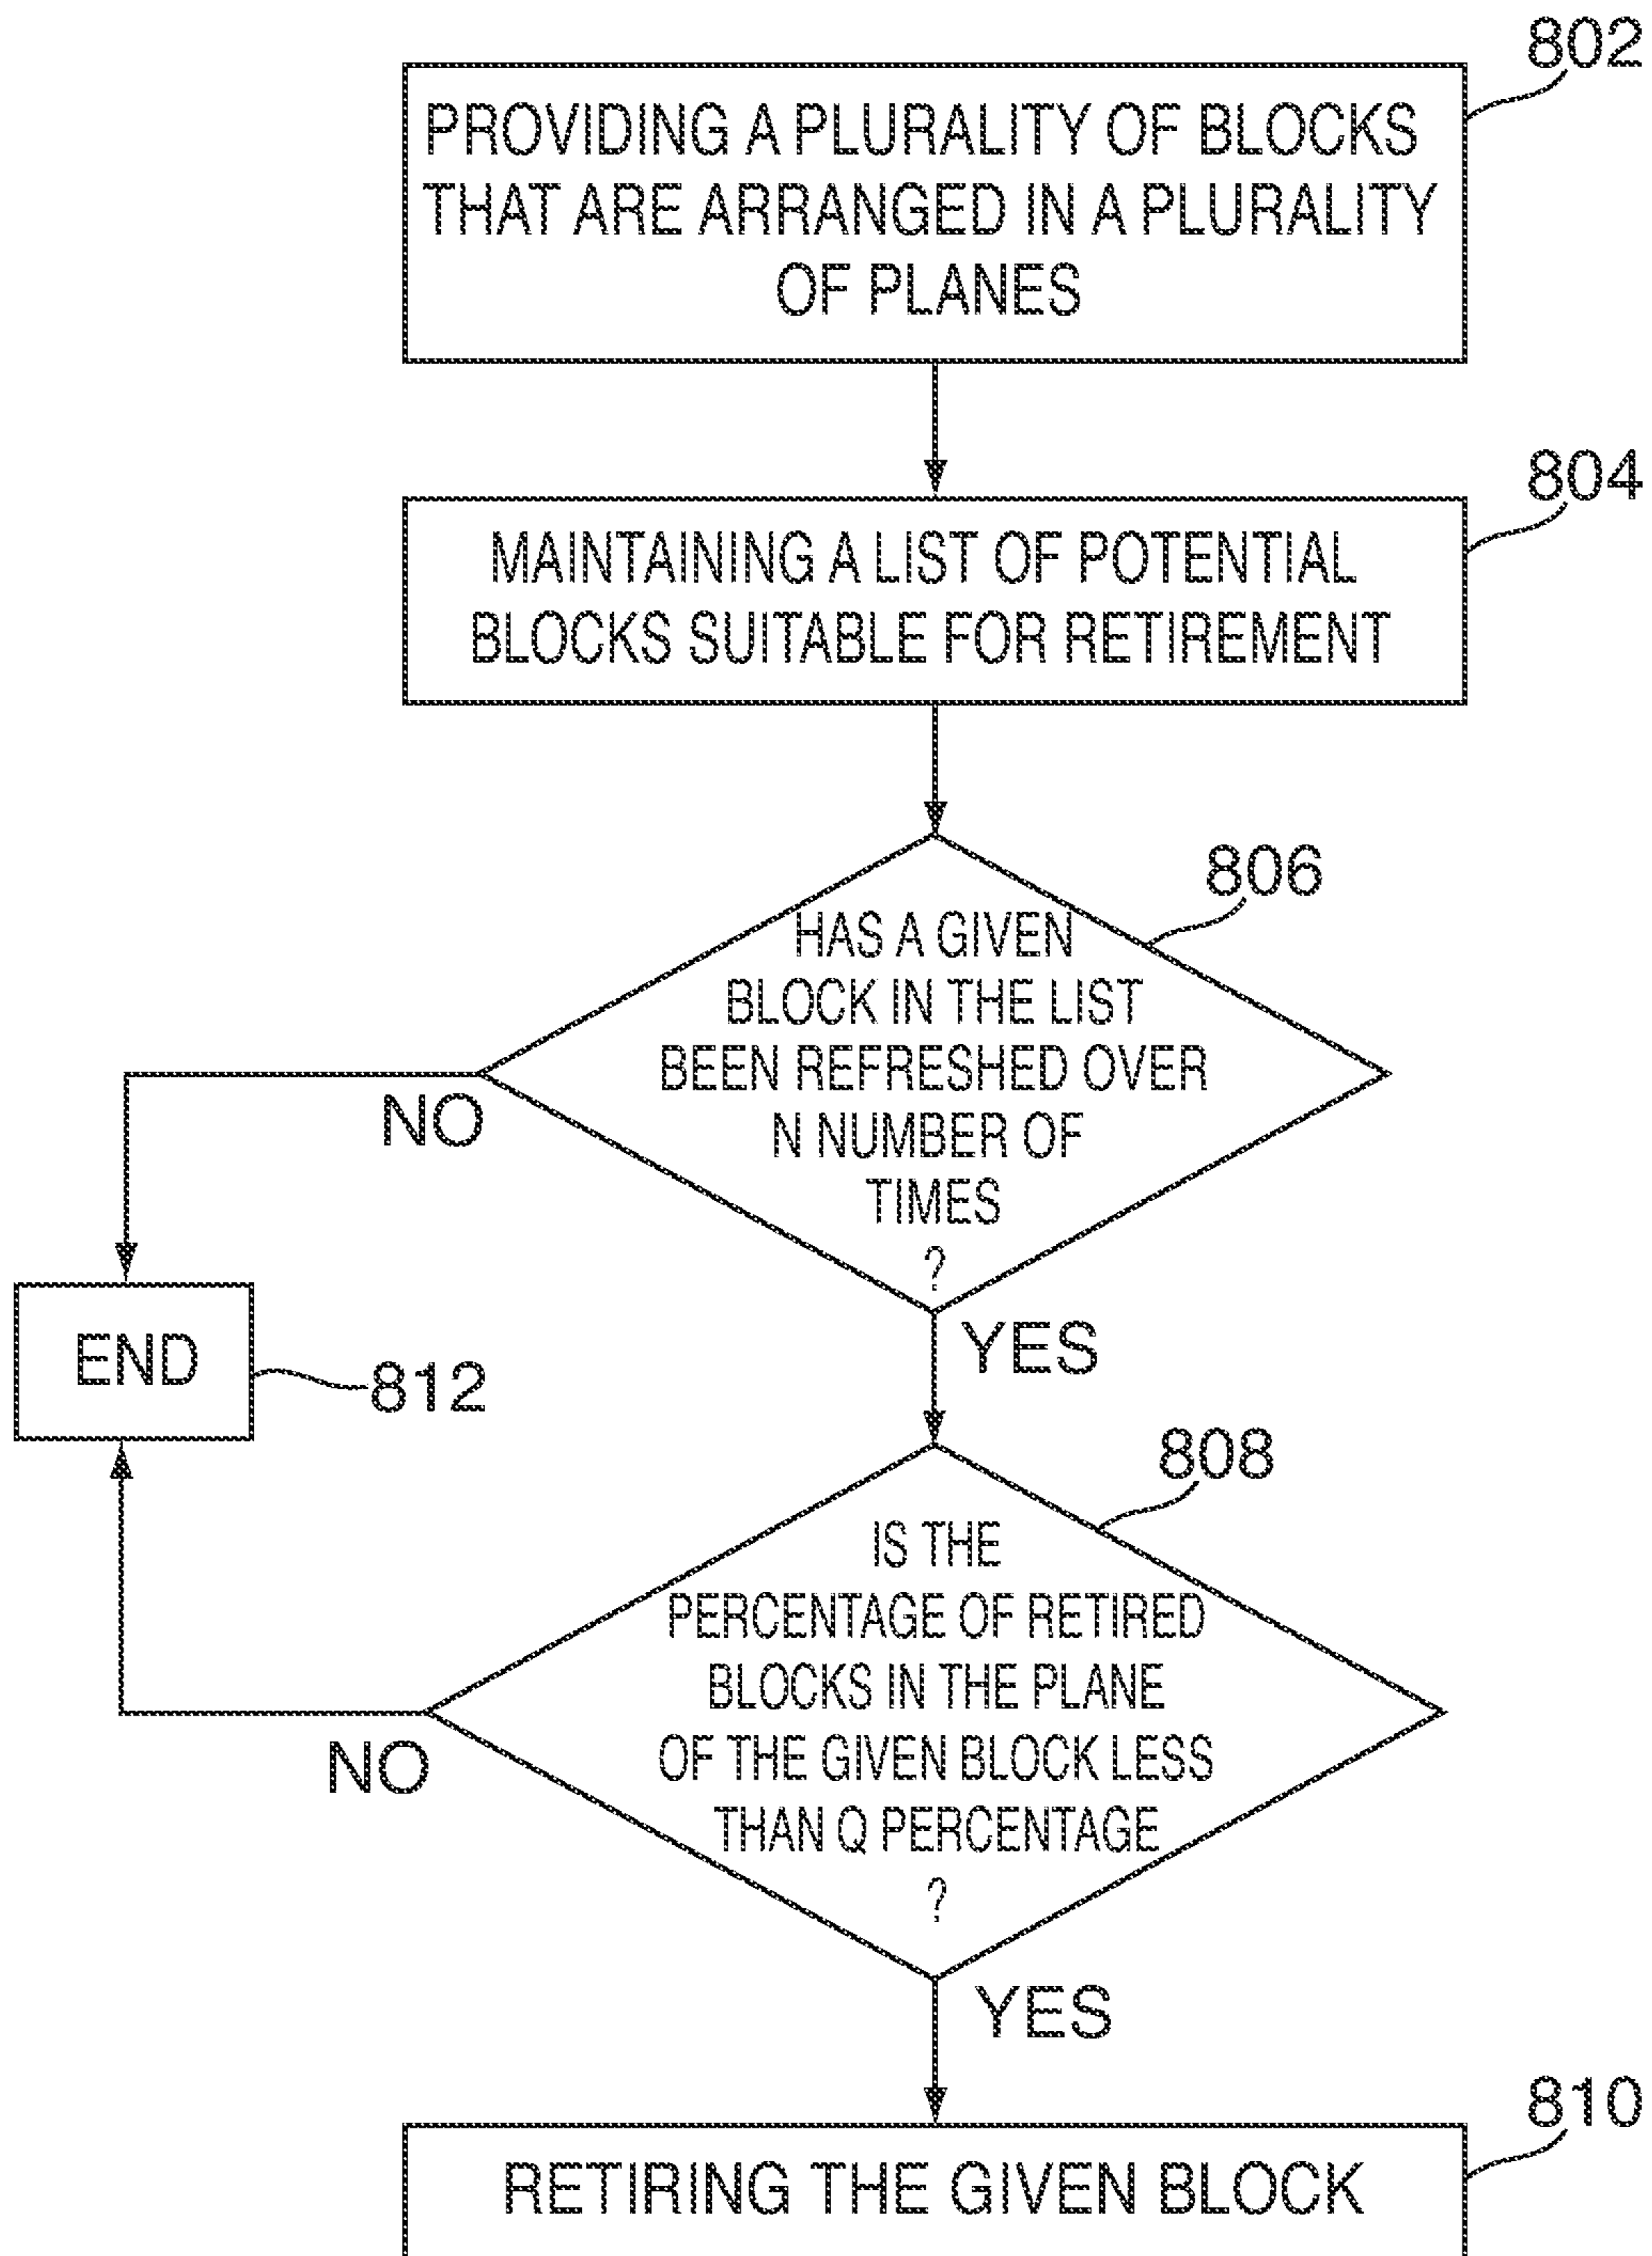 802
PROVIDING A PLURALITY OF BLOCKS
THAT ARE ARRANGED IN A PLURALITY
OF PLANES
804
MAINTAINING A LIST OF POTENTIAL
BLOCKS SUITABLE FOR RETIREMENT
806
HAS A GIVEN
BLOCK IN THE LIST
BEEN REFRESHED OVER
N NUMBER OF
TIMES
?
NO
YES
END
812
808
IS THE
PERCENTAGE OF RETIRED
BLOCKS IN THE PLANE
OF THE GIVEN BLOCK LESS
THAN Q PERCENTAGE
?
NO
YES
810
RETIRING THE GIVEN BLOCK